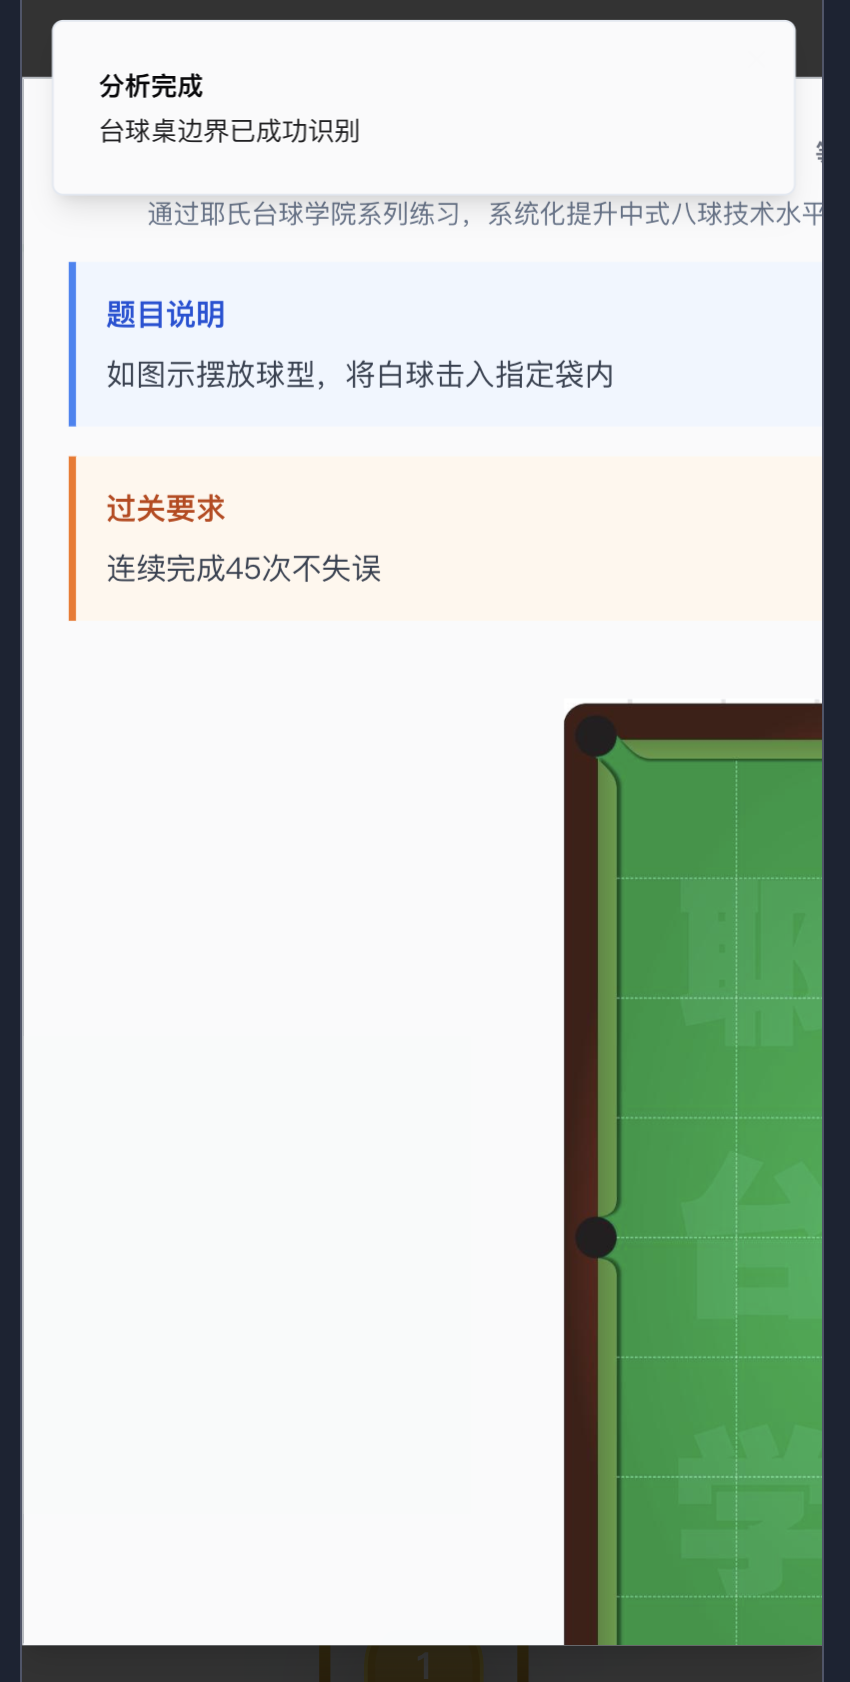 分析完成
台球桌边界已成功识别
通过耶氏台球学院系列练习，系统化提升中式八球技术水平
题目说明
如图示摆放球型，将白球击入指定袋内
过关要求
连续完成45次不失误
耶
台
学
1